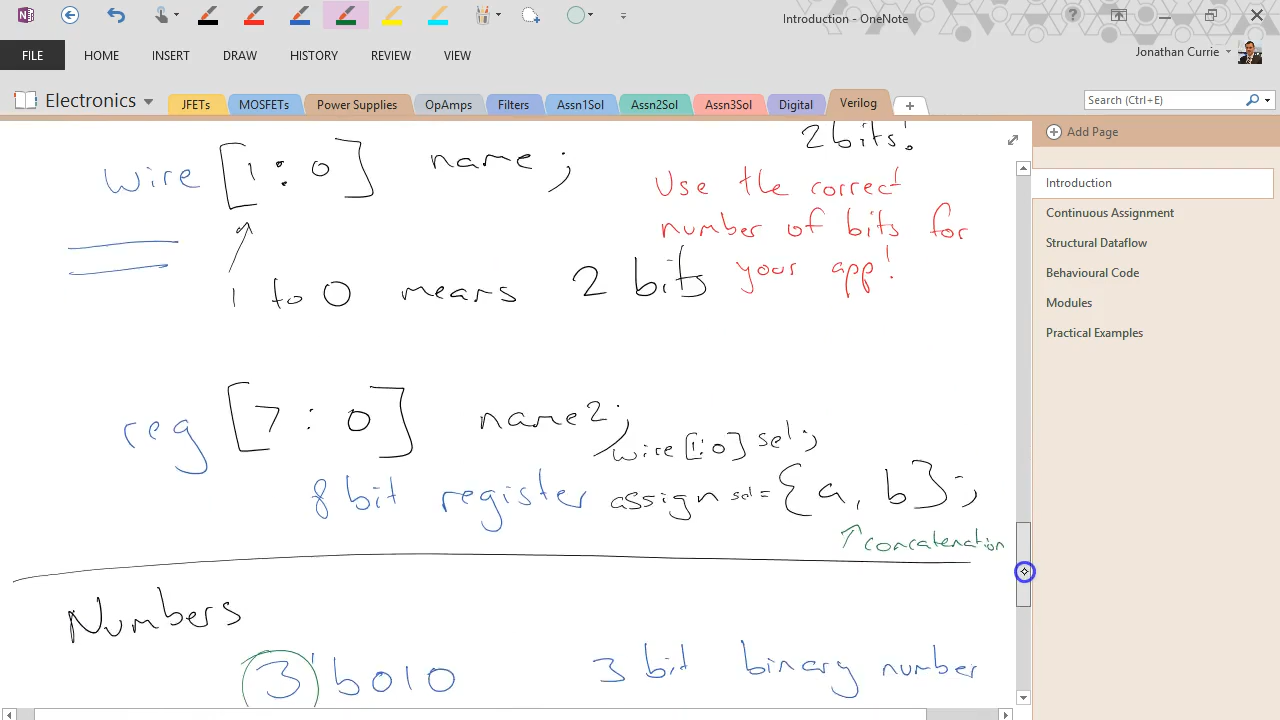 Introduction - OneNote
Jonathan Currie
FILE HOME INSERT DRAW HISTORY REVIEW VIEW
Electronics
JFETs MOSFETs Power Supplies OpAmps Filters Assn1Sol Assn2Sol Assn3Sol Digital Verilog
Search (Ctrl+E)
Add Page
Introduction
Continuous Assignment
Structural Dataflow
Behavioural Code
Modules
Practical Examples
2 bits!
wire [1:0] name;
Use the correct
number of bits for
your app!
1 to 0 means 2 bits
reg [7:0] name2;
wire[1:0] sel;
8 bit register
assign sel = {a, b};
↑ concatenation
Numbers
3'b010 3 bit binary number